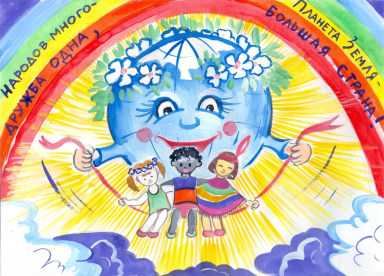 НАРОДОВ МНОГО-
ДРУЖБА ОДНА,
ПЛАНЕТА ЗЕМЛЯ-
БОЛЬШАЯ СТРАНА!